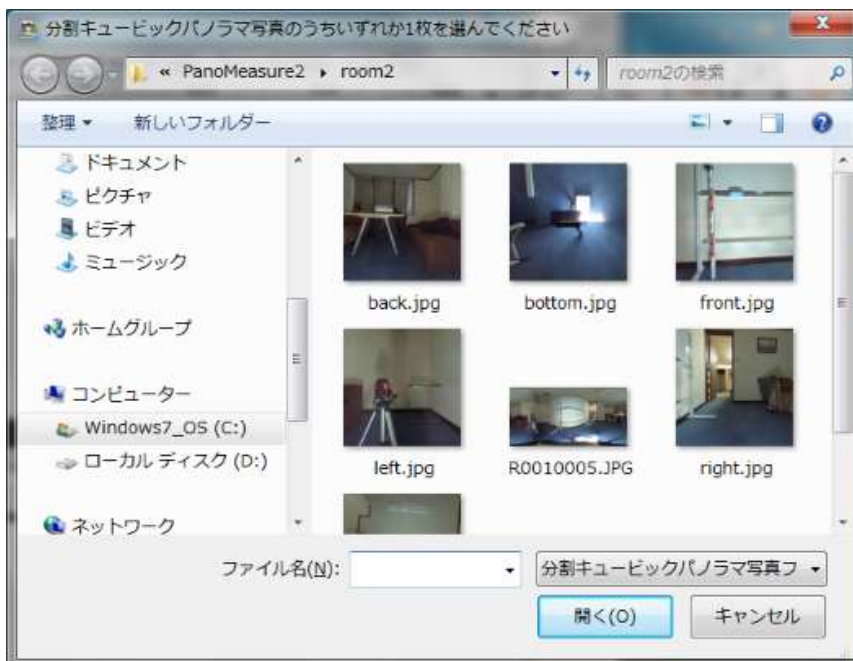 分割キュービックパノラマ写真のうちいずれか1枚を選んでください
« PanoMeasure2 ▸ room2
room2の検索
整理 ▼ 新しいフォルダー
ドキュメント
ピクチャ
ビデオ
ミュージック
ホームグループ
コンピューター
Windows7_OS (C:)
ローカル ディスク (D:)
ネットワーク
back.jpg
bottom.jpg
front.jpg
left.jpg
R0010005.JPG
right.jpg
ファイル名(N):
分割キュービックパノラマ写真フ
開く(O)
キャンセル